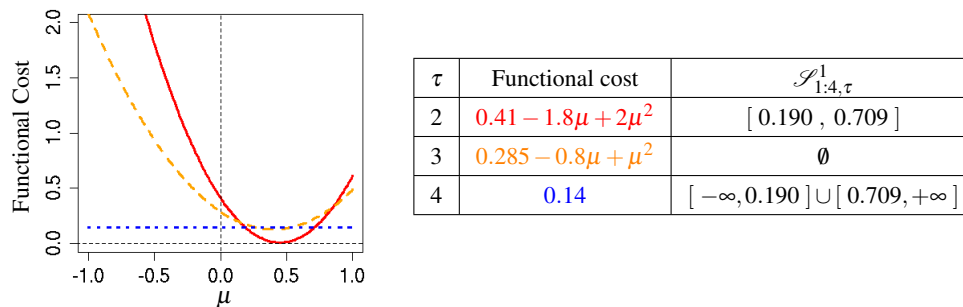 Functional Cost
2.0
1.5
1.0
0.5
0.0
-1.0 -0.5 0.0 0.5 1.0
μ
τ Functional cost 𝒮¹₁:₄,τ
2 0.41 − 1.8μ + 2μ² [ 0.190 , 0.709 ]
3 0.285 − 0.8μ + μ² ∅
4 0.14 [ −∞, 0.190 ] ∪ [ 0.709, +∞ ]